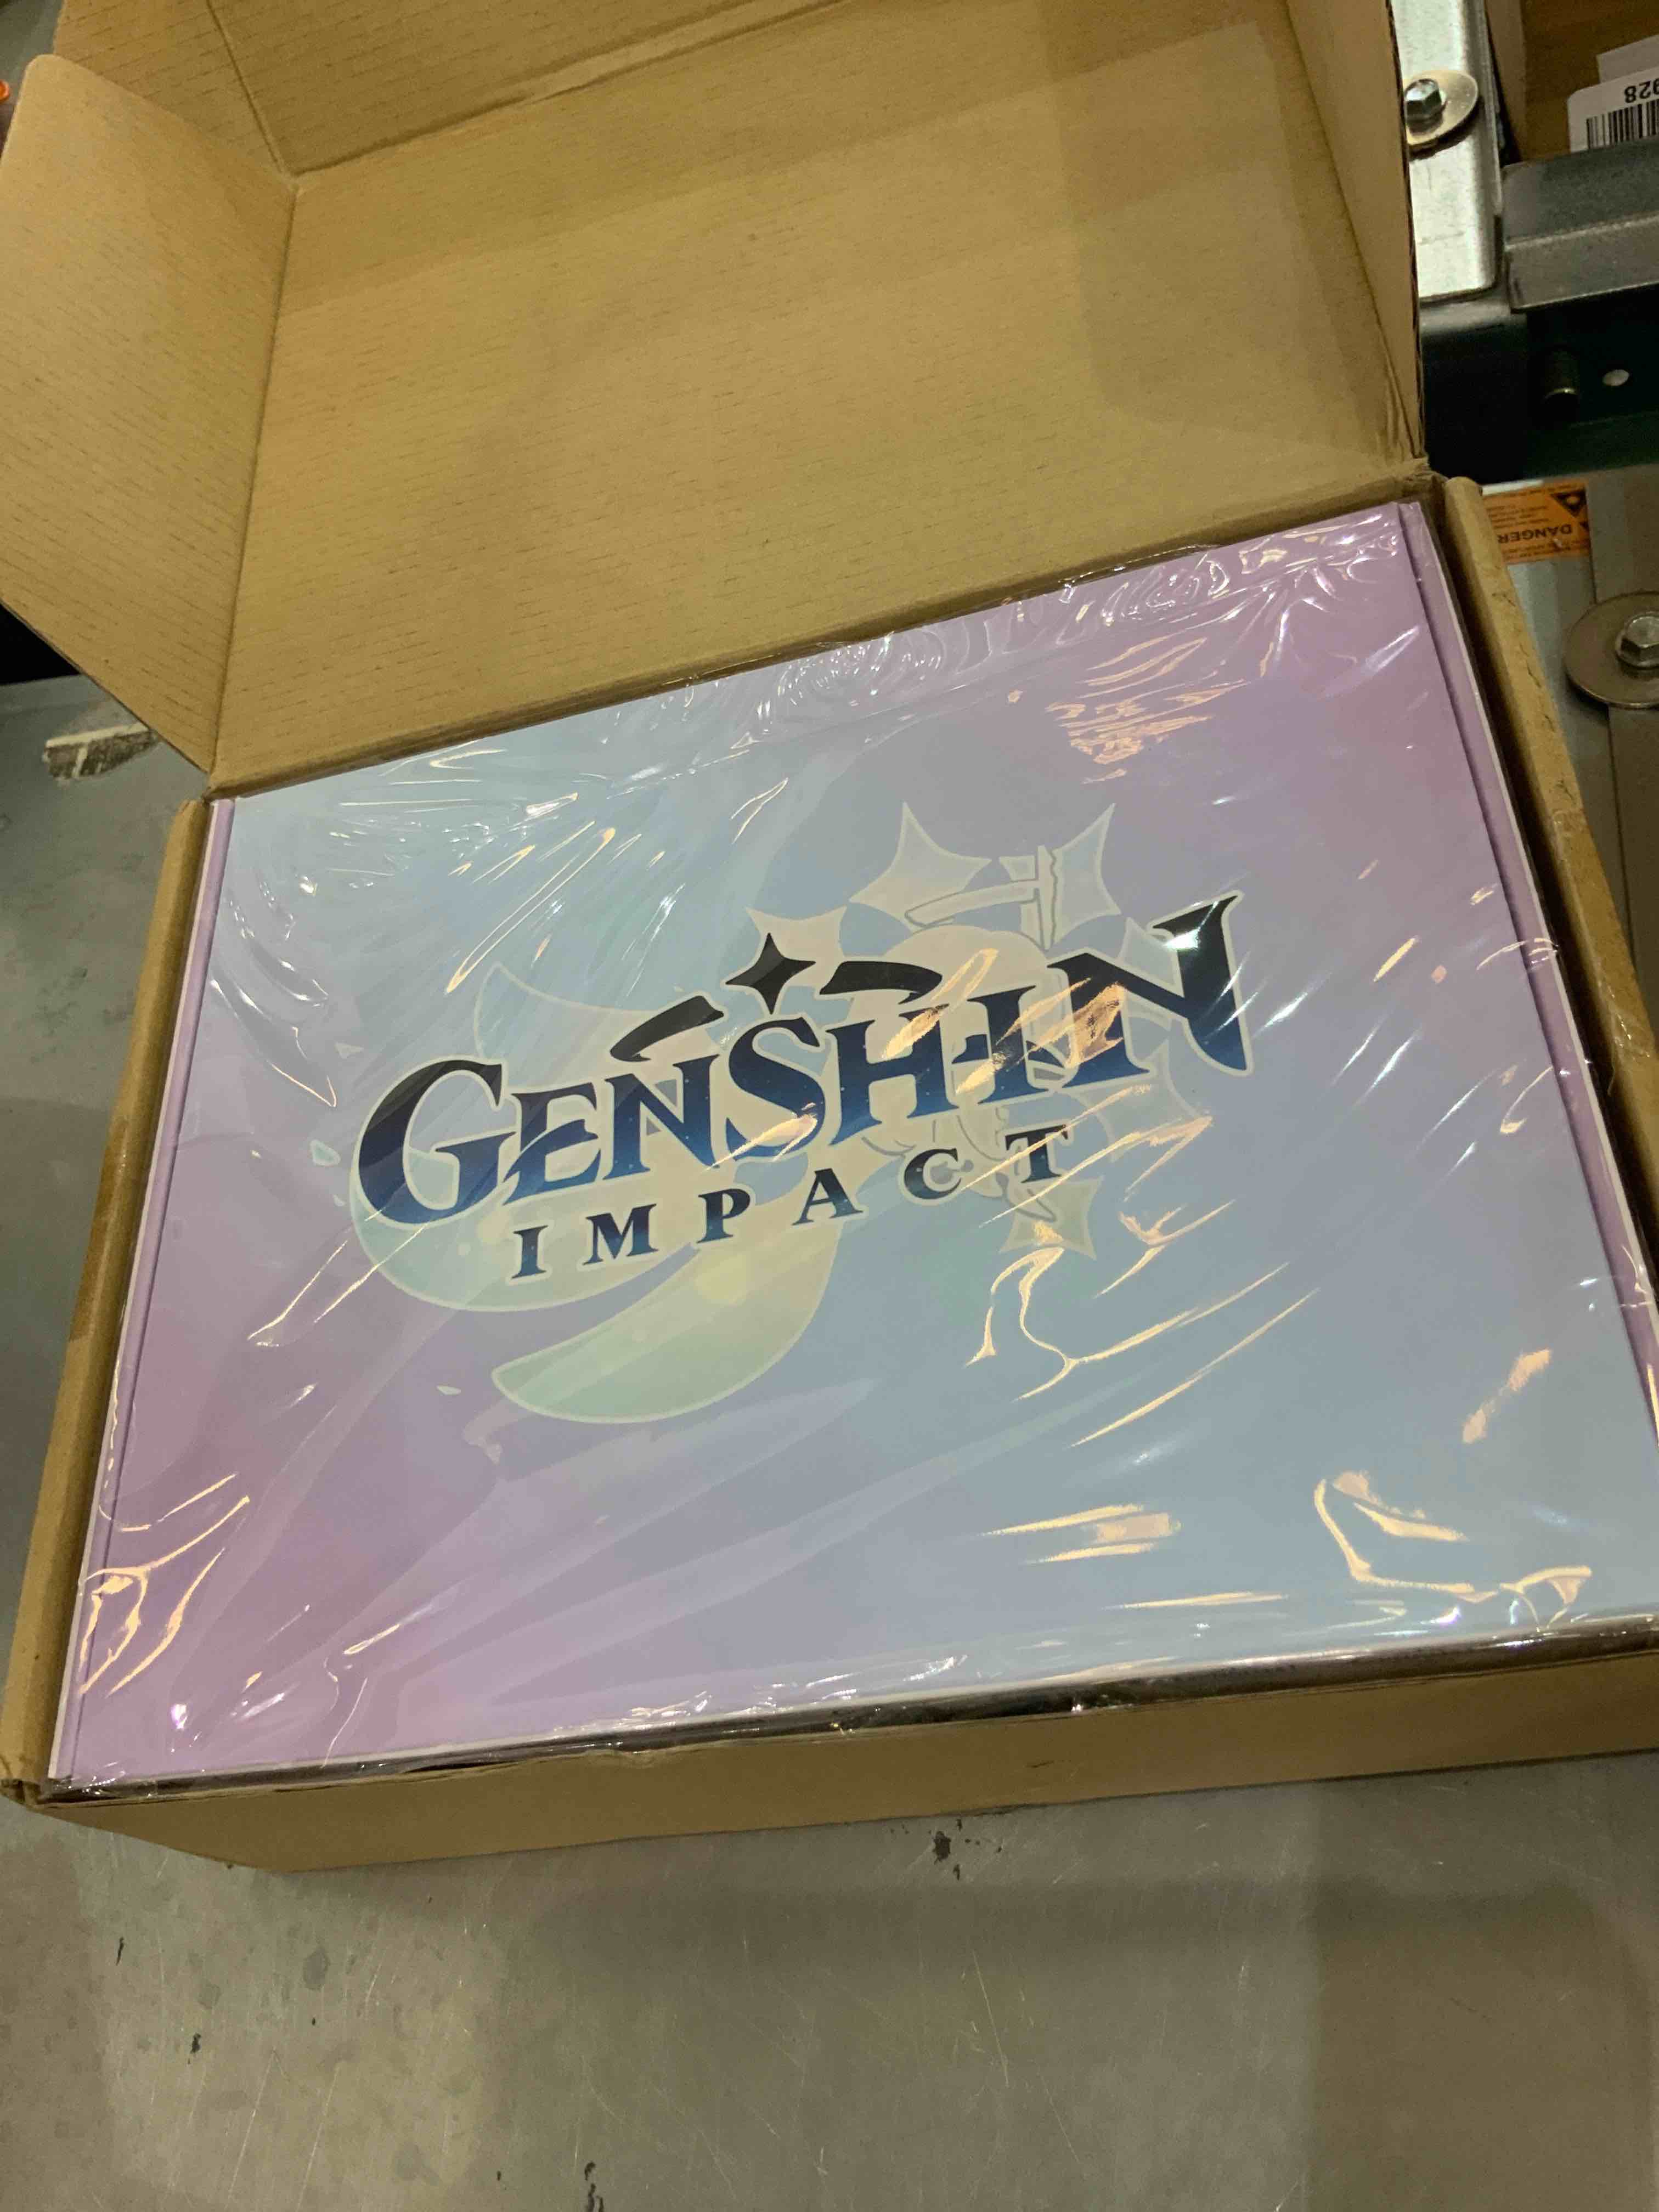 928
DANGER
GENSHIN
IMPACT